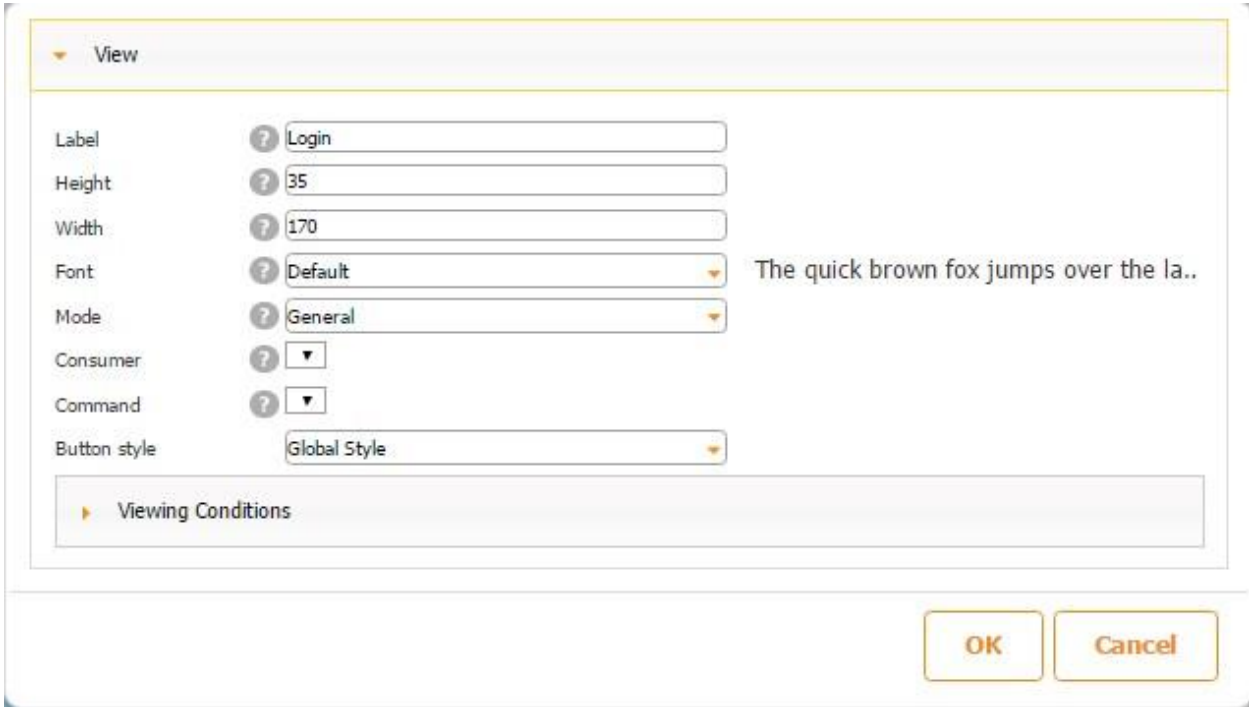 View
Label ? Login
Height ? 35
Width ? 170
Font ? Default The quick brown fox jumps over the la..
Mode ? General
Consumer ?
Command ?
Button style Global Style
Viewing Conditions
OK Cancel